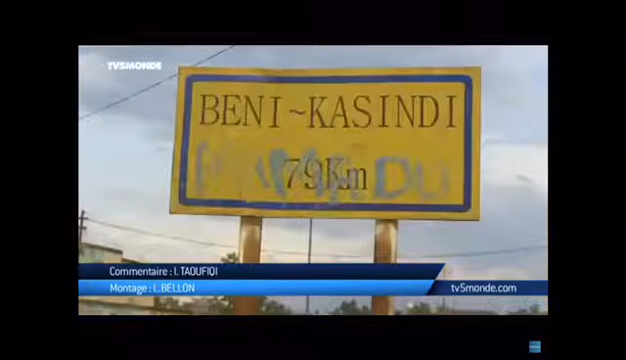 TV5MONDE
BENI ~KASINDI
79Km
Commentaire : I. TAOUFIQI
Montage : L.BELLON
tv5monde.com